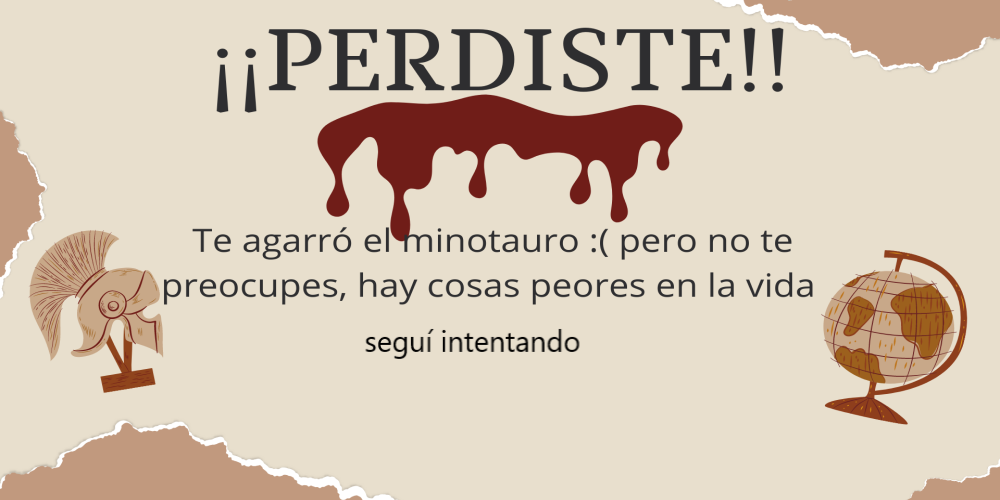 ¡¡PERDISTE!!
Te agarró el minotauro :( pero no te
preocupes, hay cosas peores en la vida
seguí intentando